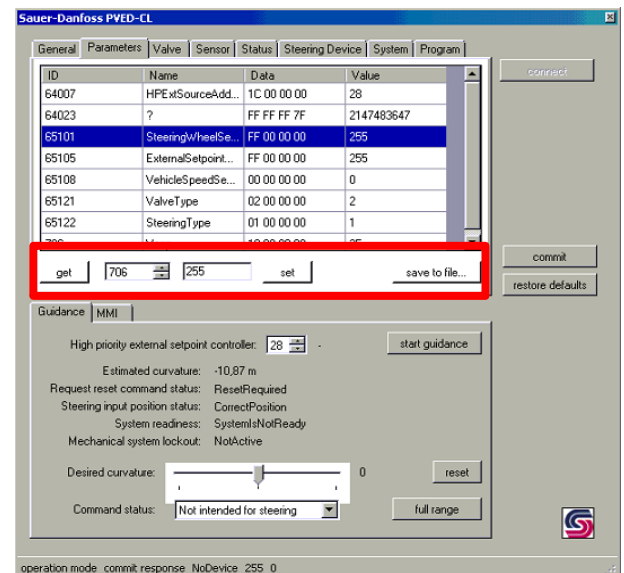 Sauer-Danfoss PVED-CL
General Parameters Valve Sensor Status Steering Device System Program
ID Name Data Value
64007 HPExtSourceAdd... 1C 00 00 00 28
64023 ? FF FF FF 7F 2147483647
65101 SteeringWheelSe... FF 00 00 00 255
65105 ExternalSetpoint... FF 00 00 00 255
65108 VehicleSpeedSe... 00 00 00 00 0
65121 ValveType 02 00 00 00 2
65122 SteeringType 01 00 00 00 1
connect
get 706 255 set save to file...
commit
restore defaults
Guidance MMI
High priority external setpoint controller: 28 - start guidance
Estimated curvature: -10,87 m
Request reset command status: ResetRequired
Steering input position status: CorrectPosition
System readiness: SystemIsNotReady
Mechanical system lockout: NotActive
Desired curvature: 0 reset
Command status: Not intended for steering full range
operation mode commit response NoDevice 255 0